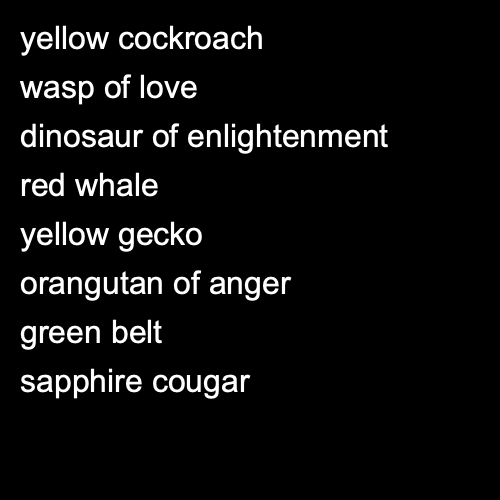 yellow cockroach
wasp of love
dinosaur of enlightenment
red whale
yellow gecko
orangutan of anger
green belt
sapphire cougar